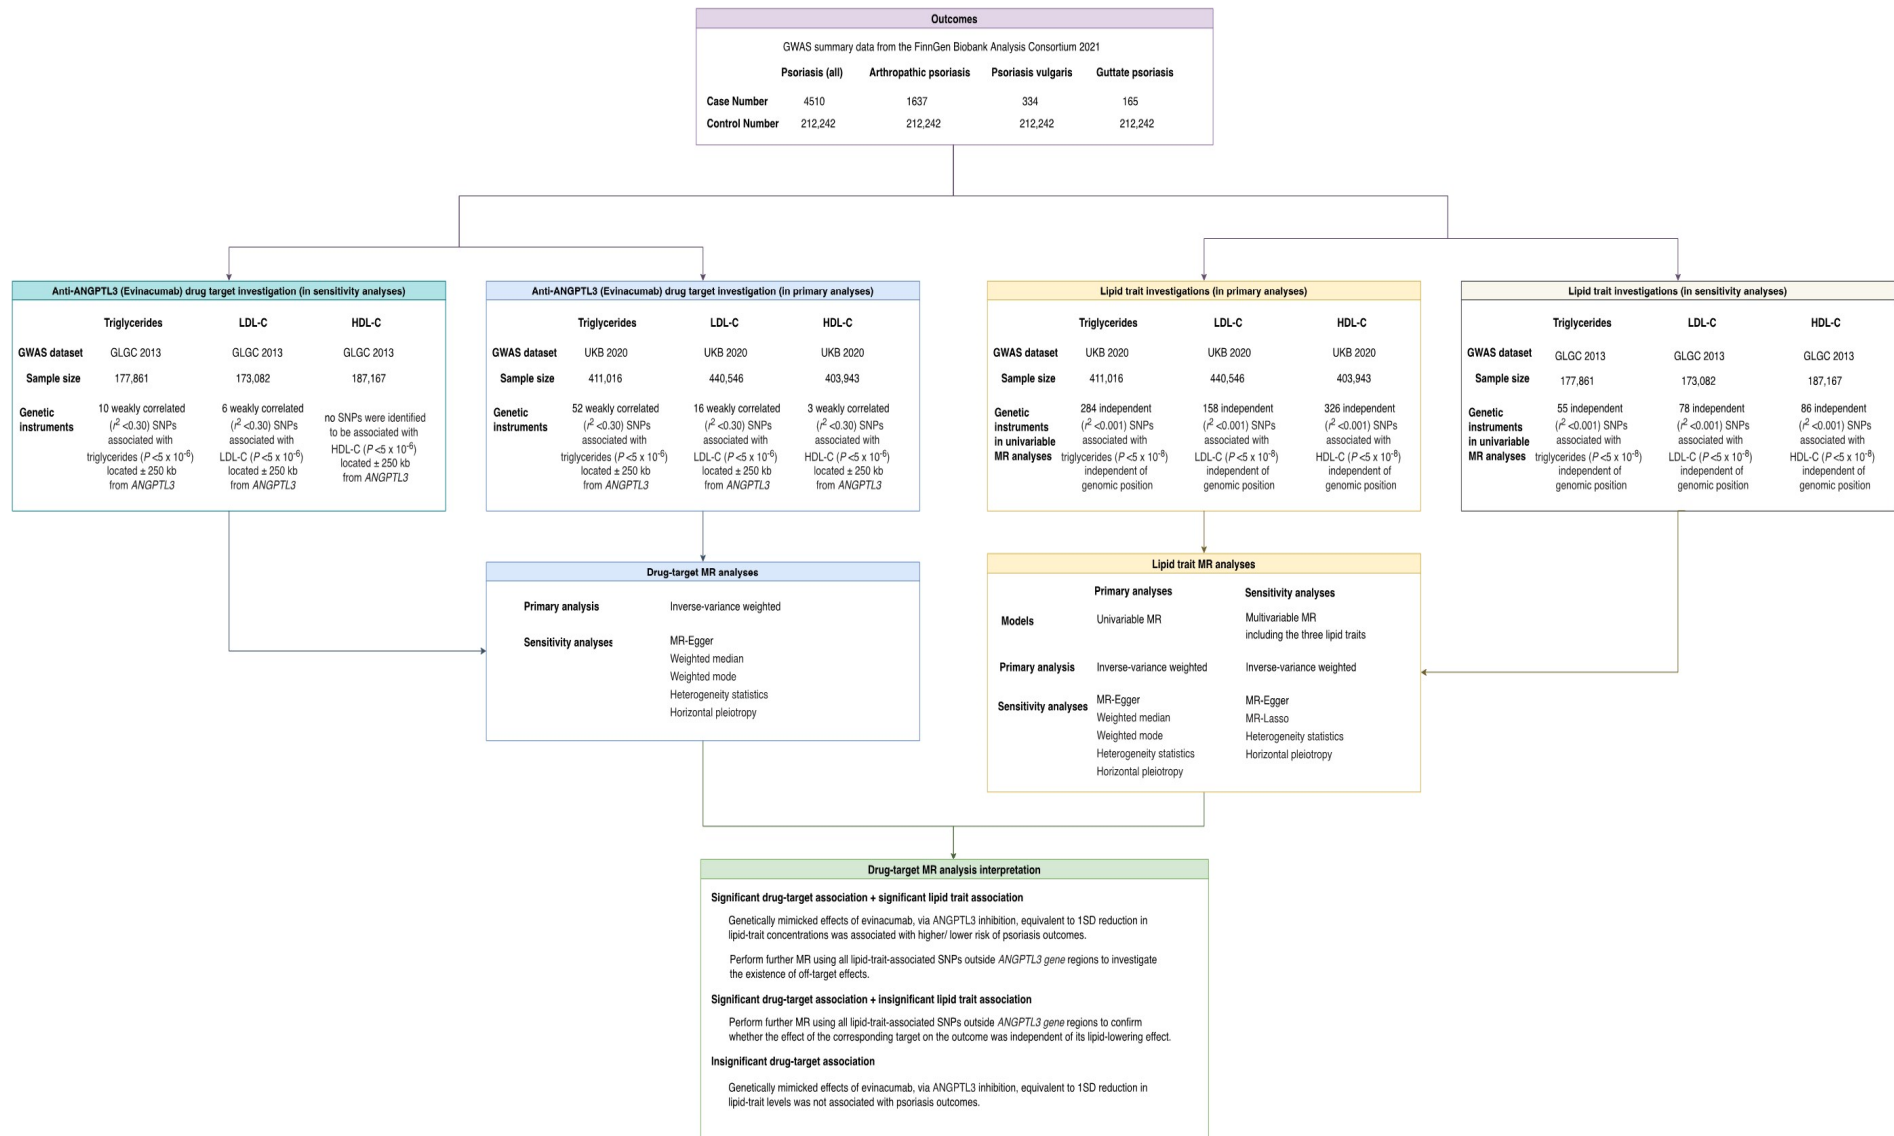 Outcomes
GWAS summary data from the FinnGen Biobank Analysis Consortium 2021
Psoriasis (all) Arthropathic psoriasis Psoriasis vulgaris Guttate psoriasis
Case Number 4510 1637 334 165
Control Number 212,242 212,242 212,242 212,242
Anti-ANGPTL3 (Evinacumab) drug target investigation (in sensitivity analyses)
Triglycerides LDL-C HDL-C
GWAS dataset GLGC 2013 GLGC 2013 GLGC 2013
Sample size 177,861 173,082 187,167
Genetic instruments
10 weakly correlated
(r² <0.30) SNPs
associated with
triglycerides (P <5 x 10⁻⁶)
located ± 250 kb
from ANGPTL3
6 weakly correlated
(r² <0.30) SNPs
associated with
LDL-C (P <5 x 10⁻⁶)
located ± 250 kb
from ANGPTL3
no SNPs were identified
to be associated with
HDL-C (P <5 x 10⁻⁶)
located ± 250 kb
from ANGPTL3
Anti-ANGPTL3 (Evinacumab) drug target investigation (in primary analyses)
Triglycerides LDL-C HDL-C
GWAS dataset UKB 2020 UKB 2020 UKB 2020
Sample size 411,016 440,546 403,943
Genetic
instruments
52 weakly correlated
(r² <0.30) SNPs
associated with
triglycerides (P <5 x 10⁻⁶)
located ± 250 kb
from ANGPTL3
16 weakly correlated
(r² <0.30) SNPs
associated with
LDL-C (P <5 x 10⁻⁶)
located ± 250 kb
from ANGPTL3
3 weakly correlated
(r² <0.30) SNPs
associated with
HDL-C (P <5 x 10⁻⁶)
located ± 250 kb
from ANGPTL3
Lipid trait investigations (in primary analyses)
Triglycerides LDL-C HDL-C
GWAS dataset UKB 2020 UKB 2020 UKB 2020
Sample size 411,016 440,546 403,943
Genetic
instruments
in univariable
MR analyses
284 independent
(r² <0.001) SNPs
associated with
triglycerides (P <5 x 10⁻⁸)
independent of
genomic position
158 independent
(r² <0.001) SNPs
associated with
LDL-C (P <5 x 10⁻⁸)
independent of
genomic position
326 independent
(r² <0.001) SNPs
associated with
HDL-C (P <5 x 10⁻⁸)
independent of
genomic position
Lipid trait investigations (in sensitivity analyses)
Triglycerides LDL-C HDL-C
GWAS dataset GLGC 2013 GLGC 2013 GLGC 2013
Sample size 177,861 173,082 187,167
Genetic
instruments
in univariable
MR analyses
55 independent
(r² <0.001) SNPs
associated with
triglycerides (P <5 x 10⁻⁸)
independent of
genomic position
78 independent
(r² <0.001) SNPs
associated with
LDL-C (P <5 x 10⁻⁸)
independent of
genomic position
86 independent
(r² <0.001) SNPs
associated with
HDL-C (P <5 x 10⁻⁸)
independent of
genomic position
Drug-target MR analyses
Primary analysis Inverse-variance weighted
Sensitivity analyses MR-Egger
Weighted median
Weighted mode
Heterogeneity statistics
Horizontal pleiotropy
Lipid trait MR analyses
Primary analyses Sensitivity analyses
Models Univariable MR Multivariable MR
including the three lipid traits
Primary analysis Inverse-variance weighted Inverse-variance weighted
Sensitivity analyses MR-Egger MR-Egger
Weighted median MR-Lasso
Weighted mode Heterogeneity statistics
Heterogeneity statistics Horizontal pleiotropy
Horizontal pleiotropy
Drug-target MR analysis interpretation
Significant drug-target association + significant lipid trait association
Genetically mimicked effects of evinacumab, via ANGPTL3 inhibition, equivalent to 1SD reduction in
lipid-trait concentrations was associated with higher/ lower risk of psoriasis outcomes.
Perform further MR using all lipid-trait-associated SNPs outside ANGPTL3 gene regions to investigate
the existence of off-target effects.
Significant drug-target association + insignificant lipid trait association
Perform further MR using all lipid-trait-associated SNPs outside ANGPTL3 gene regions to confirm
whether the effect of the corresponding target on the outcome was independent of its lipid-lowering effect.
Insignificant drug-target association
Genetically mimicked effects of evinacumab, via ANGPTL3 inhibition, equivalent to 1SD reduction in
lipid-trait levels was not associated with psoriasis outcomes.